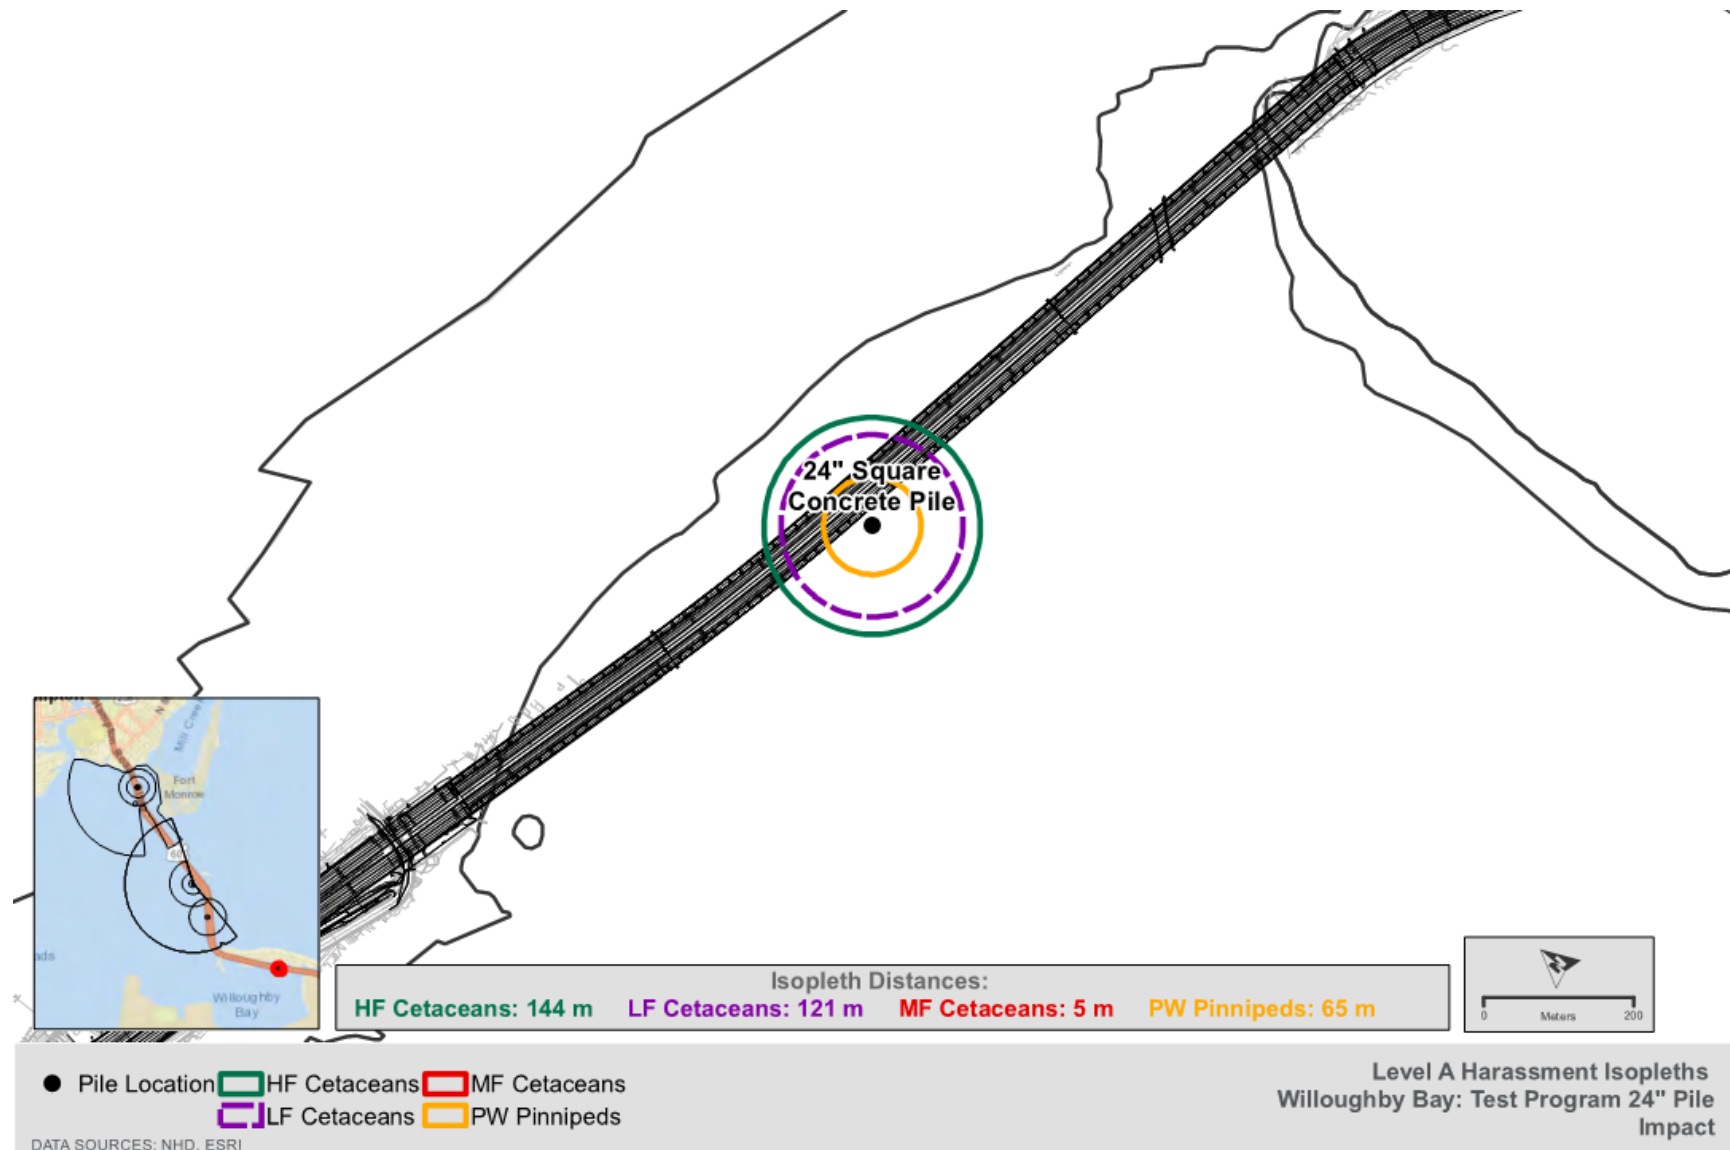 24" Square
Concrete Pile
Fort
Monroe
60
Willoughby
Bay
Isopleth Distances:
HF Cetaceans: 144 m LF Cetaceans: 121 m MF Cetaceans: 5 m PW Pinnipeds: 65 m
0 Meters 200
Pile Location HF Cetaceans MF Cetaceans
LF Cetaceans PW Pinnipeds
DATA SOURCES: NHD, ESRI
Level A Harassment Isopleths
Willoughby Bay: Test Program 24" Pile
Impact